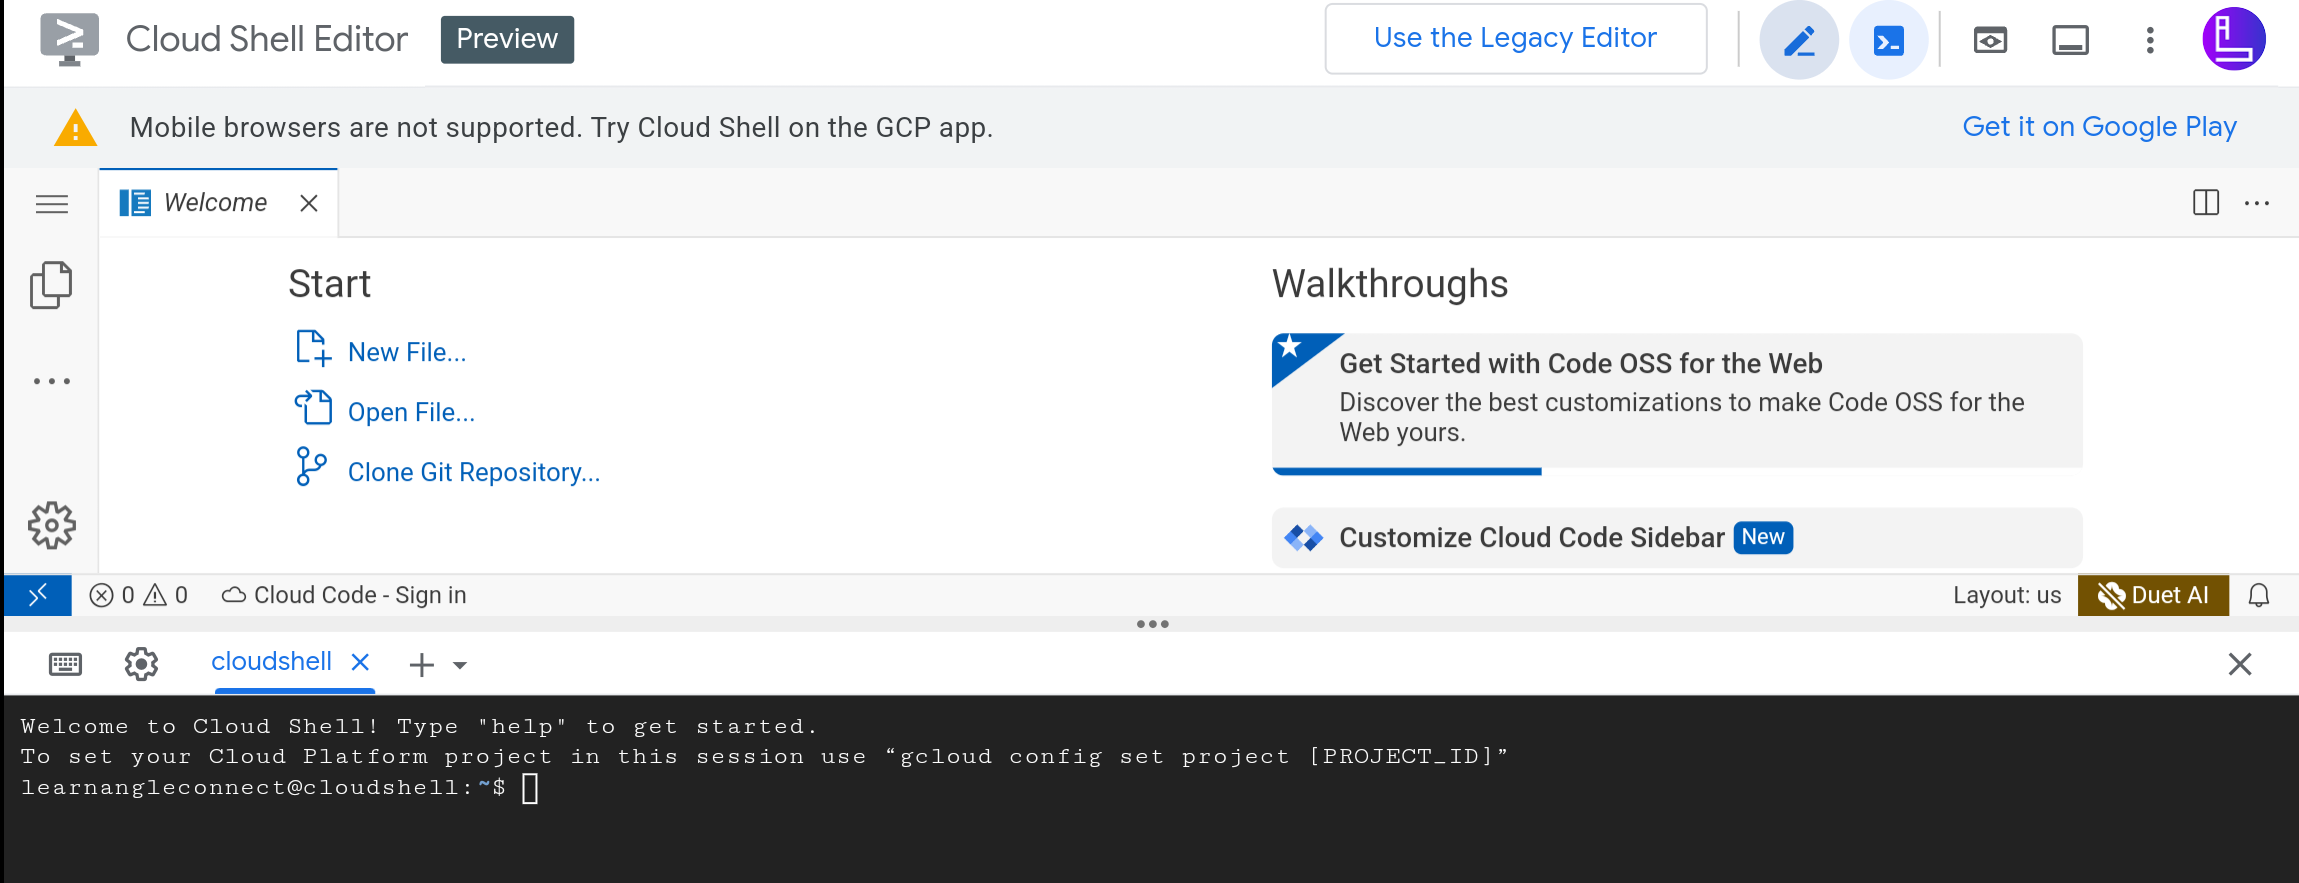 Cloud Shell Editor Preview Use the Legacy Editor
Mobile browsers are not supported. Try Cloud Shell on the GCP app. Get it on Google Play
Welcome
Start
New File...
Open File...
Clone Git Repository...
Walkthroughs
Get Started with Code OSS for the Web
Discover the best customizations to make Code OSS for the
Web yours.
Customize Cloud Code Sidebar New
0 0 Cloud Code - Sign in Layout: us Duet AI
cloudshell
Welcome to Cloud Shell! Type "help" to get started.
To set your Cloud Platform project in this session use “gcloud config set project [PROJECT_ID]”
learnangleconnect@cloudshell:~$